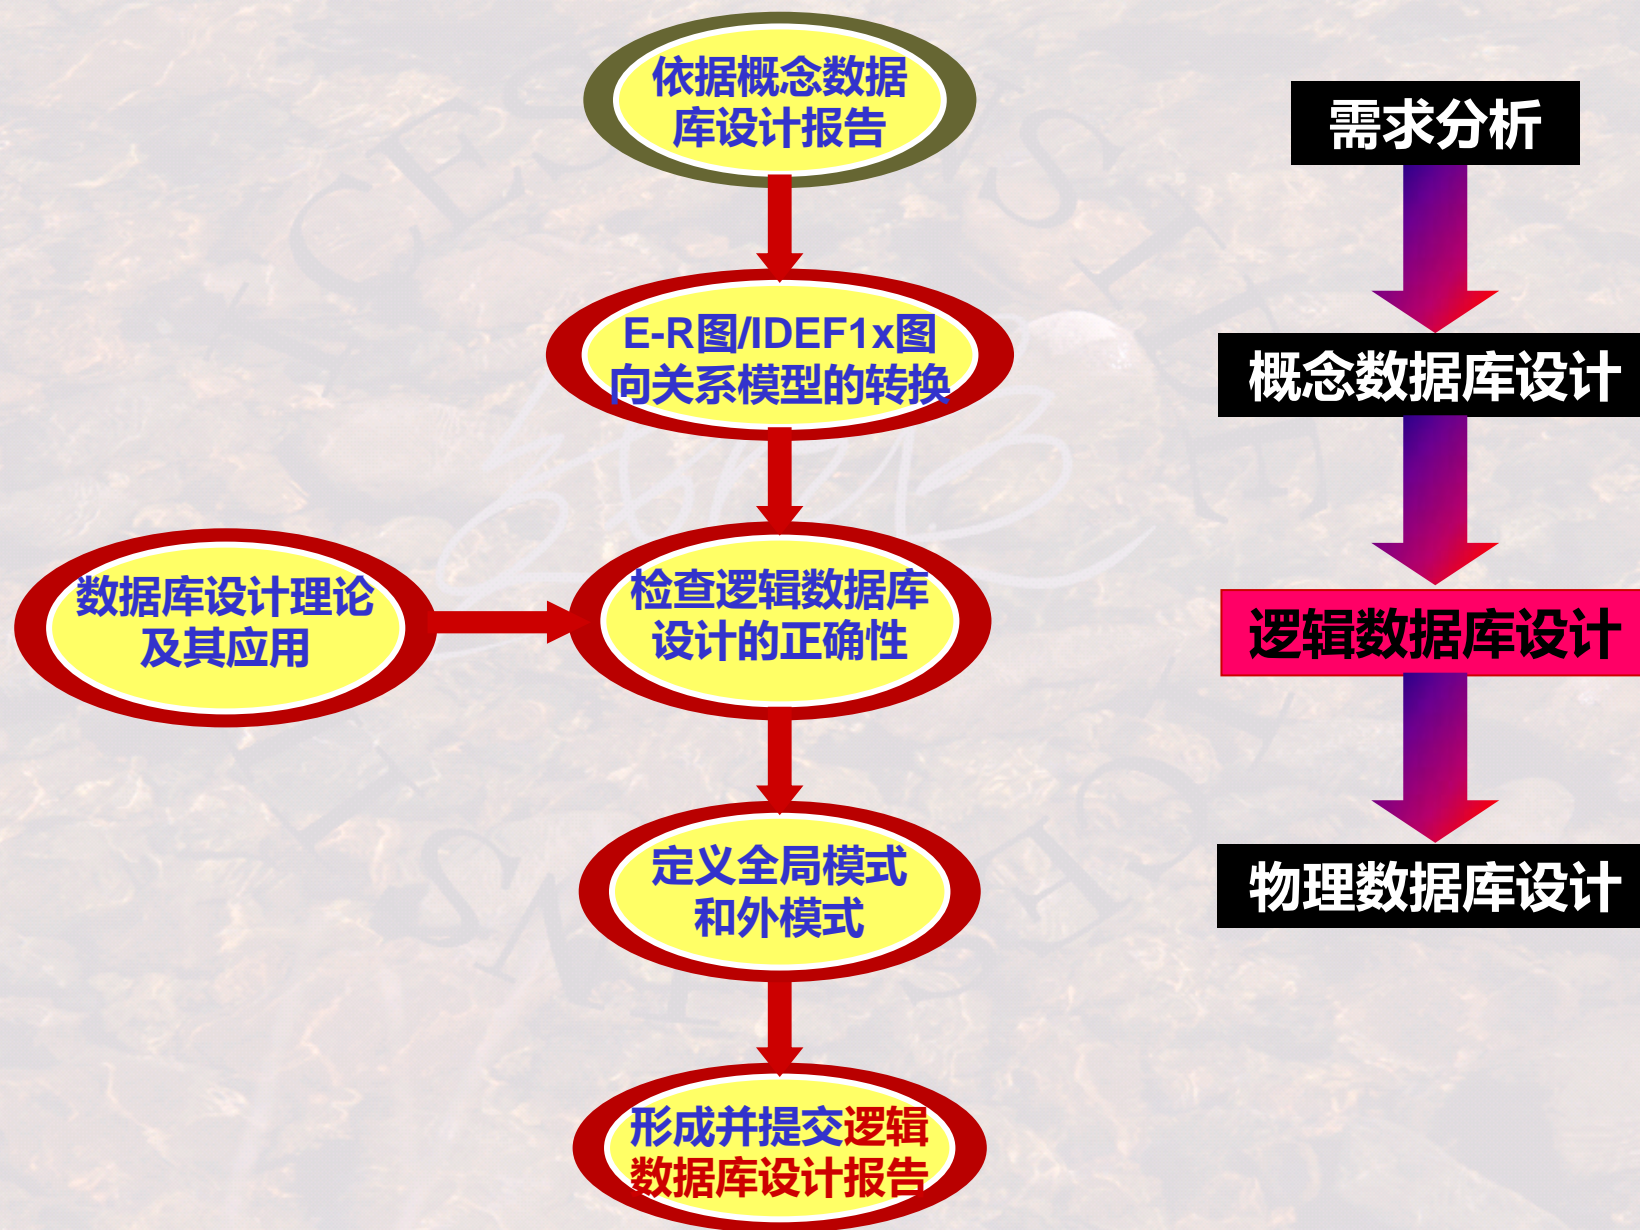 依据概念数据
库设计报告
E-R图/IDEF1x图
向关系模型的转换
数据库设计理论
及其应用
检查逻辑数据库
设计的正确性
定义全局模式
和外模式
形成并提交逻辑
数据库设计报告
需求分析
概念数据库设计
逻辑数据库设计
物理数据库设计